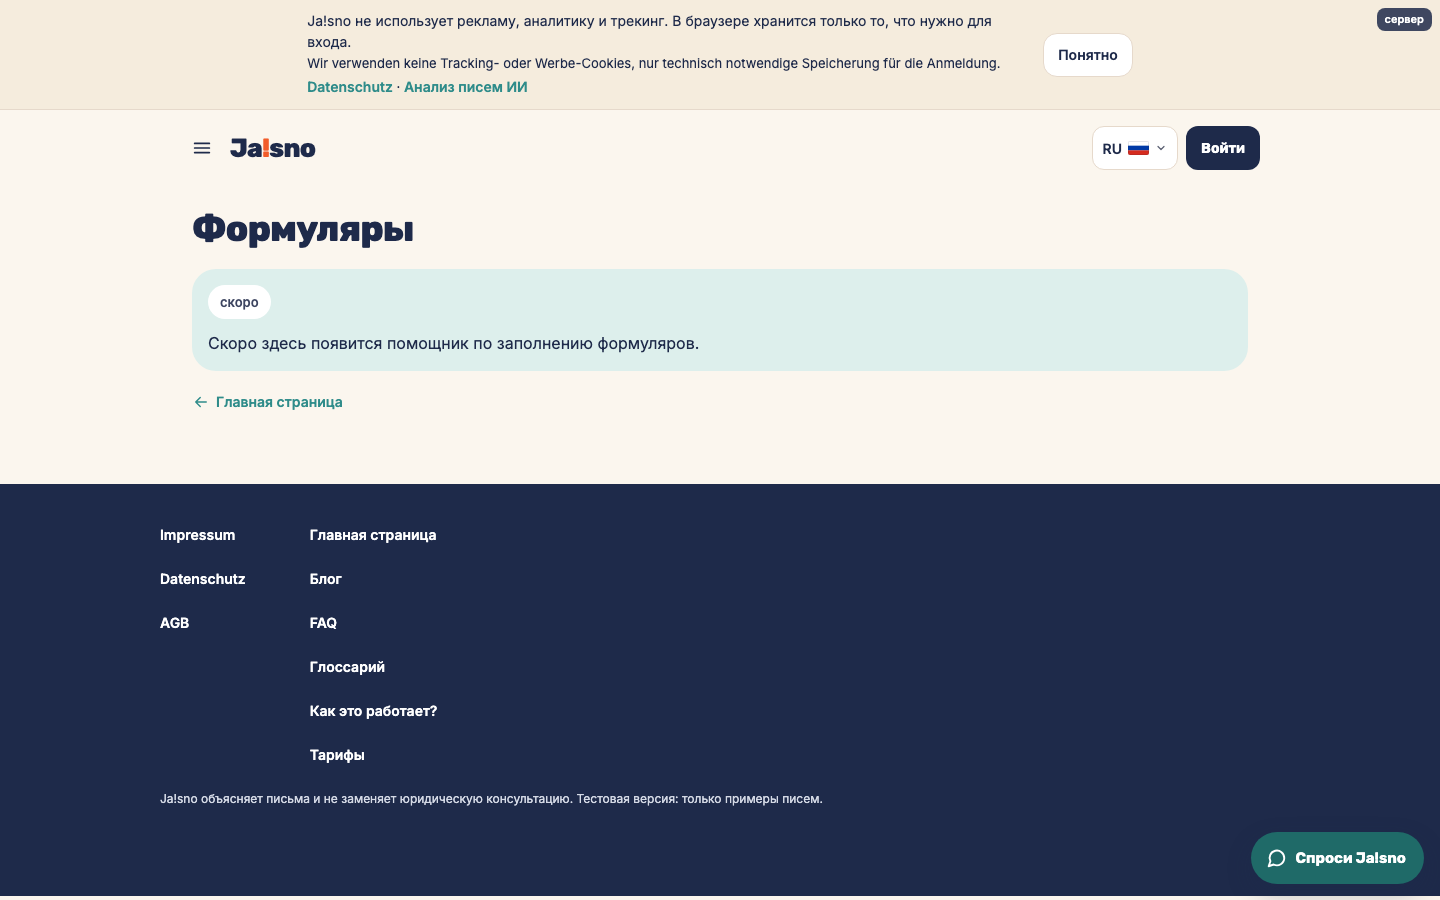 Ja!sno не использует рекламу, аналитику и трекинг. В браузере хранится только то, что нужно для
входа.
Wir verwenden keine Tracking- oder Werbe-Cookies, nur technisch notwendige Speicherung für die Anmeldung.
Datenschutz · Анализ писем ИИ
Понятно
сервер
Ja!sno
RU
Войти
Формуляры
скоро
Скоро здесь появится помощник по заполнению формуляров.
← Главная страница
Impressum
Datenschutz
AGB
Главная страница
Блог
FAQ
Глоссарий
Как это работает?
Тарифы
Ja!sno объясняет письма и не заменяет юридическую консультацию. Тестовая версия: только примеры писем.
Спроси Ja!sno